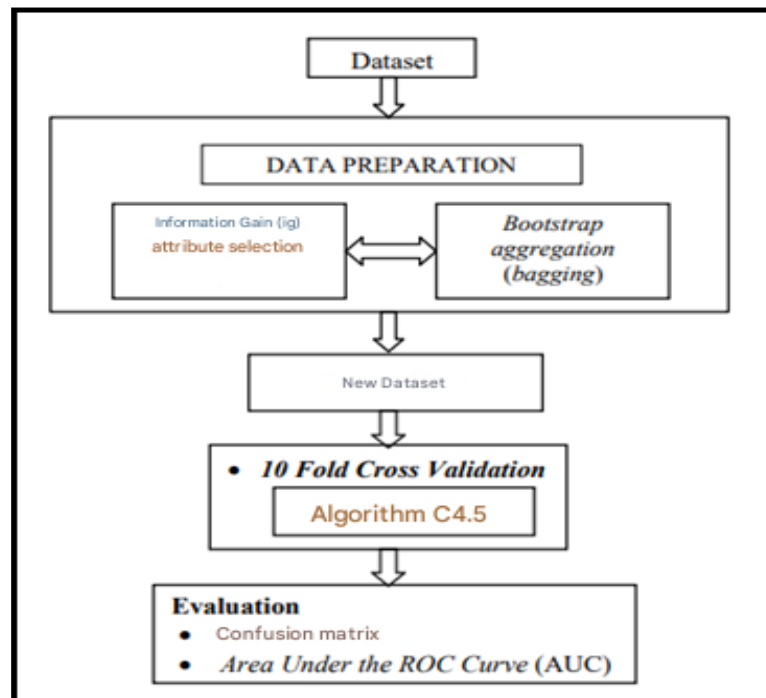 Dataset
DATA PREPARATION
Information Gain (ig)
attribute selection
Bootstrap
aggregation
(bagging)
New Dataset
• 10 Fold Cross Validation
Algorithm C4.5
Evaluation
• Confusion matrix
• Area Under the ROC Curve (AUC)